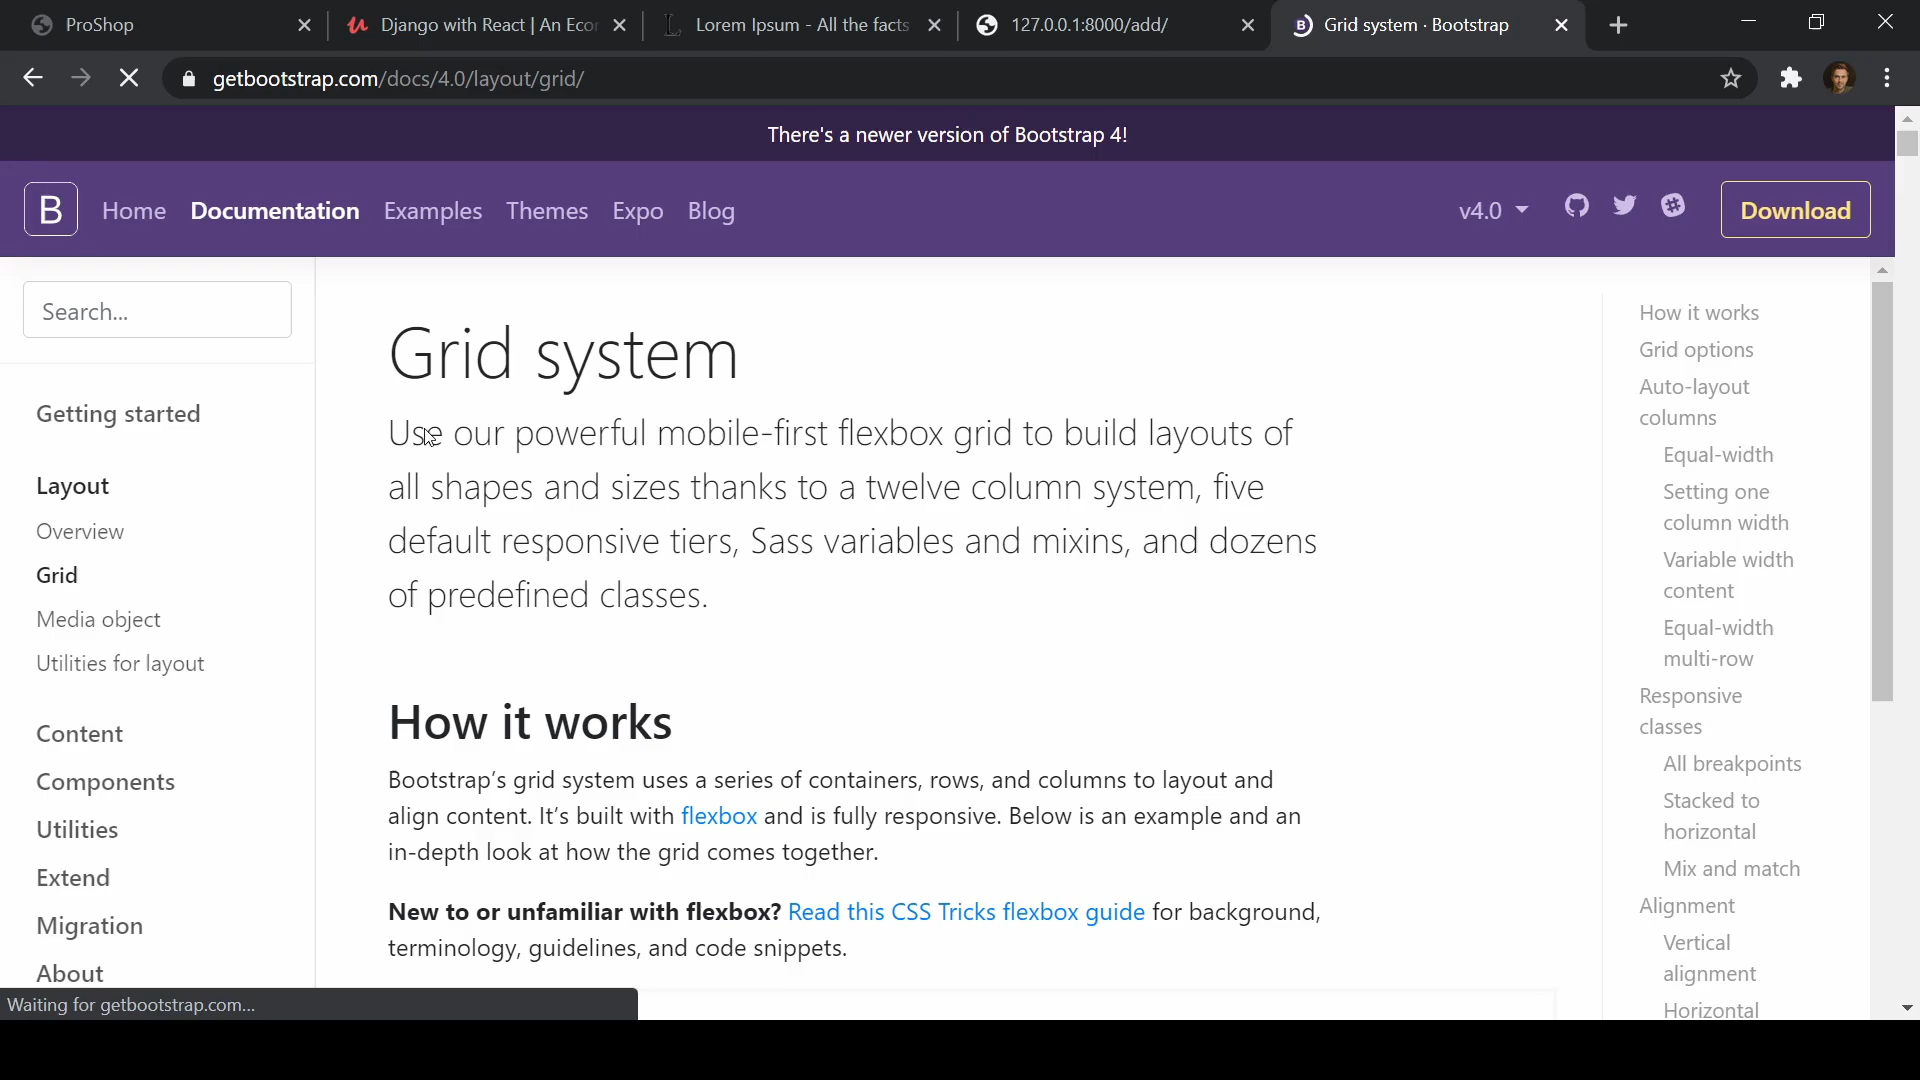 ProShop
Django with React | An Eco
Lorem Ipsum - All the facts
127.0.0.1:8000/add/
Grid system · Bootstrap
getbootstrap.com/docs/4.0/layout/grid/
There's a newer version of Bootstrap 4!
B
Home
Documentation
Examples
Themes
Expo
Blog
v4.0
Download
Search...
Getting started
Layout
Overview
Grid
Media object
Utilities for layout
Content
Components
Utilities
Extend
Migration
About
Grid system
Use our powerful mobile-first flexbox grid to build layouts of
all shapes and sizes thanks to a twelve column system, five
default responsive tiers, Sass variables and mixins, and dozens
of predefined classes.
How it works
Bootstrap’s grid system uses a series of containers, rows, and columns to layout and
align content. It’s built with flexbox and is fully responsive. Below is an example and an
in-depth look at how the grid comes together.
New to or unfamiliar with flexbox? Read this CSS Tricks flexbox guide for background,
terminology, guidelines, and code snippets.
How it works
Grid options
Auto-layout
columns
Equal-width
Setting one
column width
Variable width
content
Equal-width
multi-row
Responsive
classes
All breakpoints
Stacked to
horizontal
Mix and match
Alignment
Vertical
alignment
Horizontal
Waiting for getbootstrap.com...